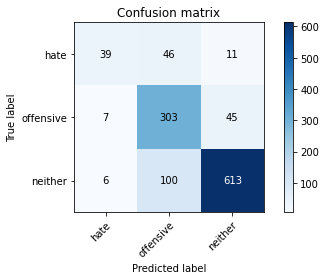 Confusion matrix
True label
hate
39 46 11
offensive
7 303 45
neither
6 100 613
hate
offensive
neither
Predicted label
600
500
400
300
200
100